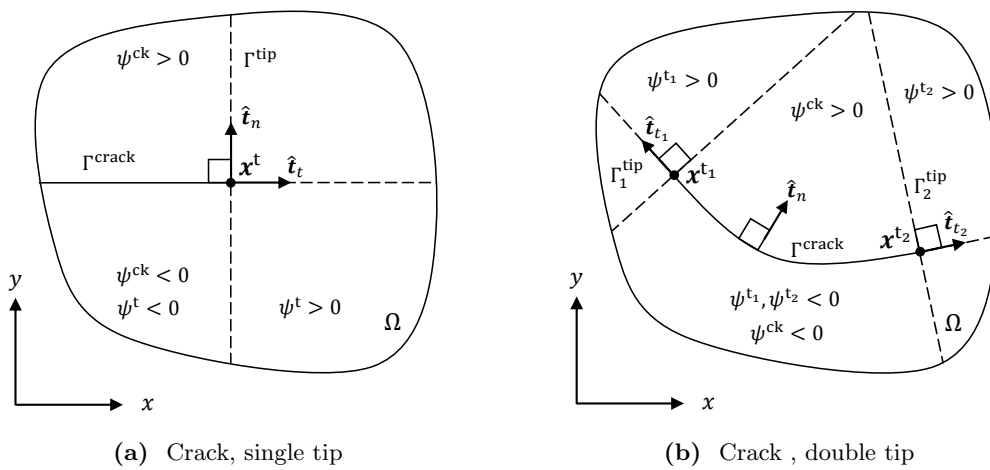 ψ^ck > 0
Γ^tip
t̂_n
Γ^crack
x^t
t̂_t
ψ^ck < 0
ψ^t < 0
ψ^t > 0
Ω
y
x
(a) Crack, single tip
ψ^t₁ > 0
ψ^ck > 0
ψ^t₂ > 0
t̂_t₁
Γ₁^tip
x^t₁
t̂_n
Γ₂^tip
Γ^crack
x^t₂
t̂_t₂
ψ^t₁, ψ^t₂ < 0
ψ^ck < 0
Ω
y
x
(b) Crack , double tip